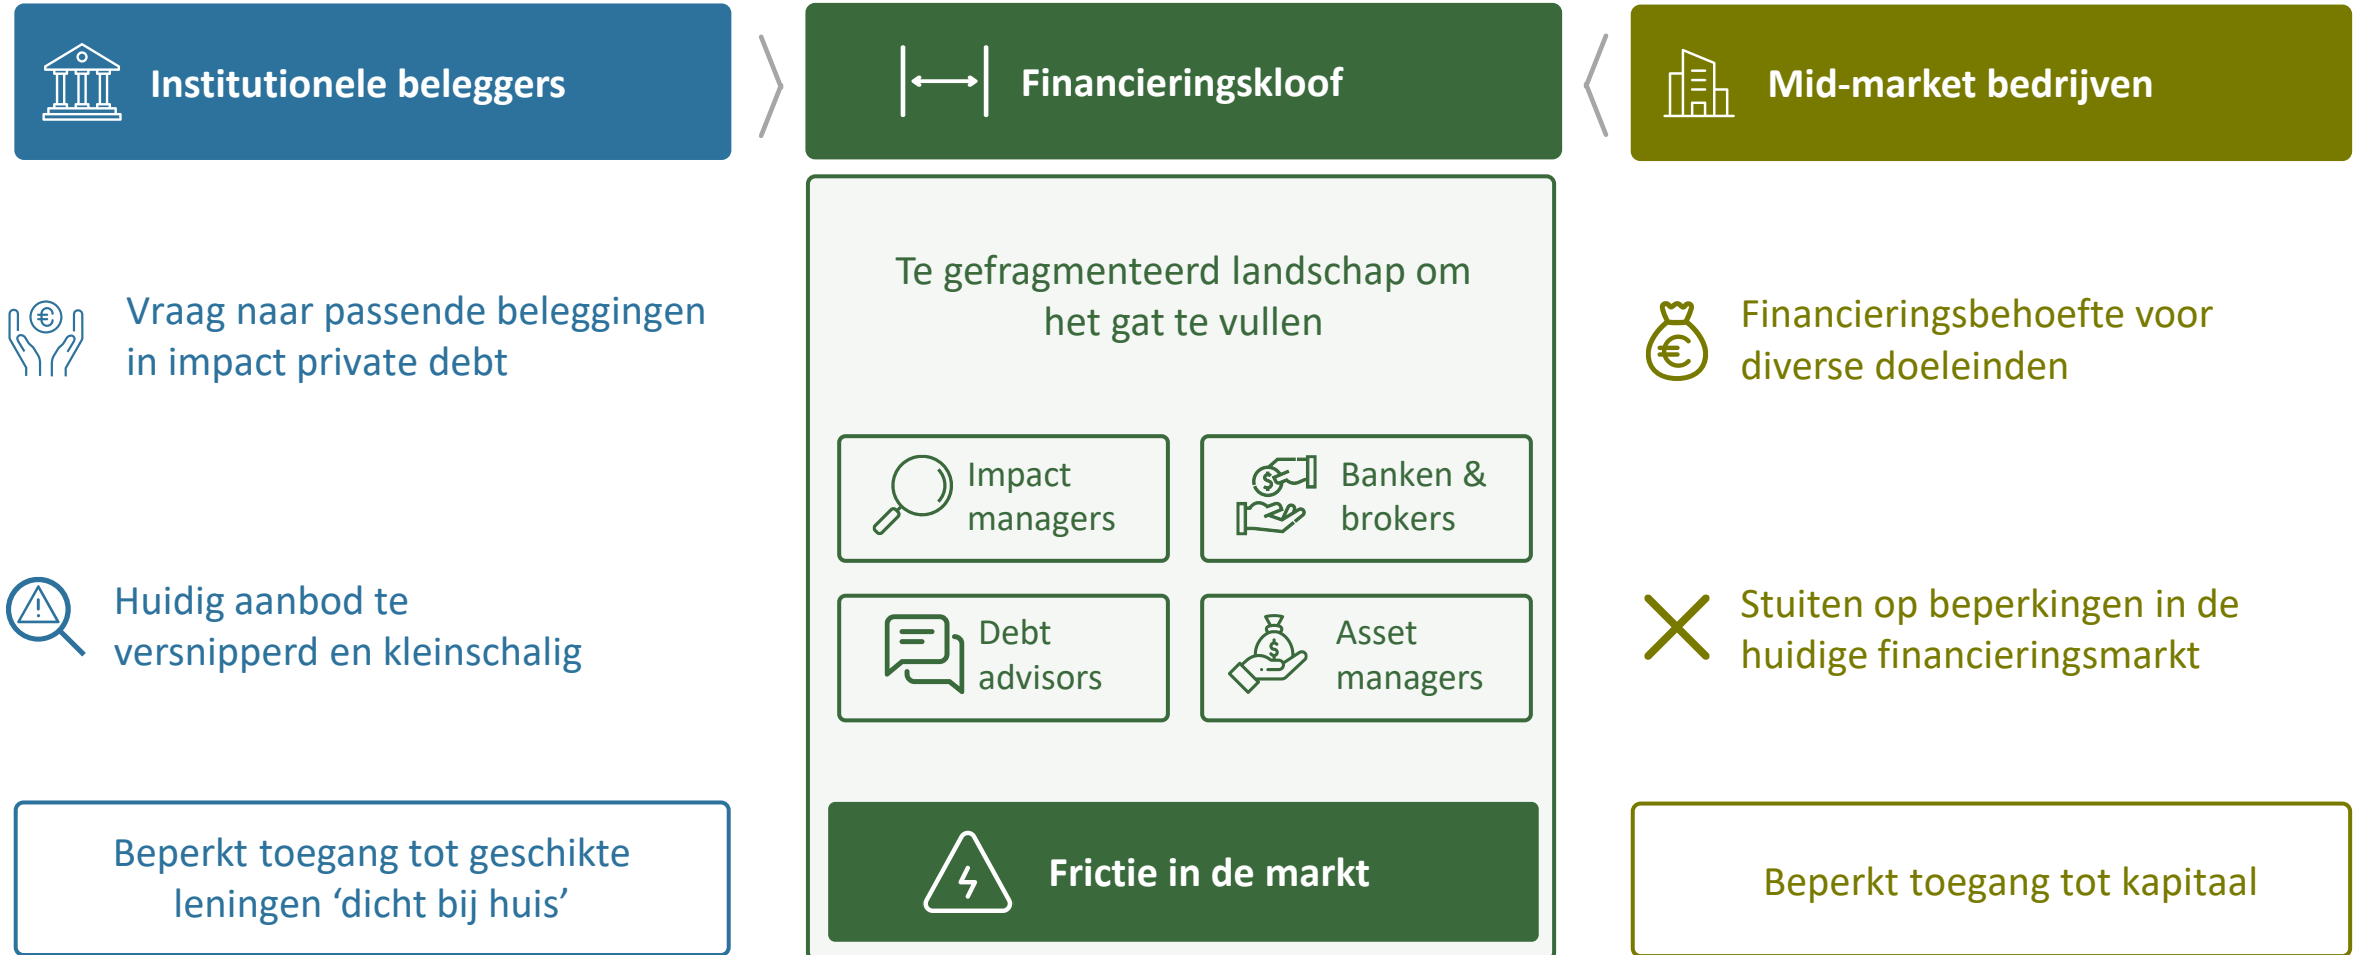 Institutionele beleggers
Vraag naar passende beleggingen
in impact private debt
Huidig aanbod te
versnipperd en kleinschalig
Beperkt toegang tot geschikte
leningen ‘dicht bij huis’
Financieringskloof
Te gefragmenteerd landschap om
het gat te vullen
Impact
managers
Banken &
brokers
Debt
advisors
Asset
managers
Frictie in de markt
Mid-market bedrijven
Financieringsbehoefte voor
diverse doeleinden
Stuiten op beperkingen in de
huidige financieringsmarkt
Beperkt toegang tot kapitaal